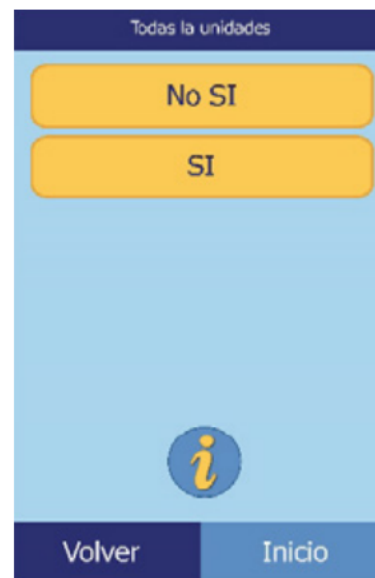 Todas la unidades
No SI
SI
i
Volver
Inicio